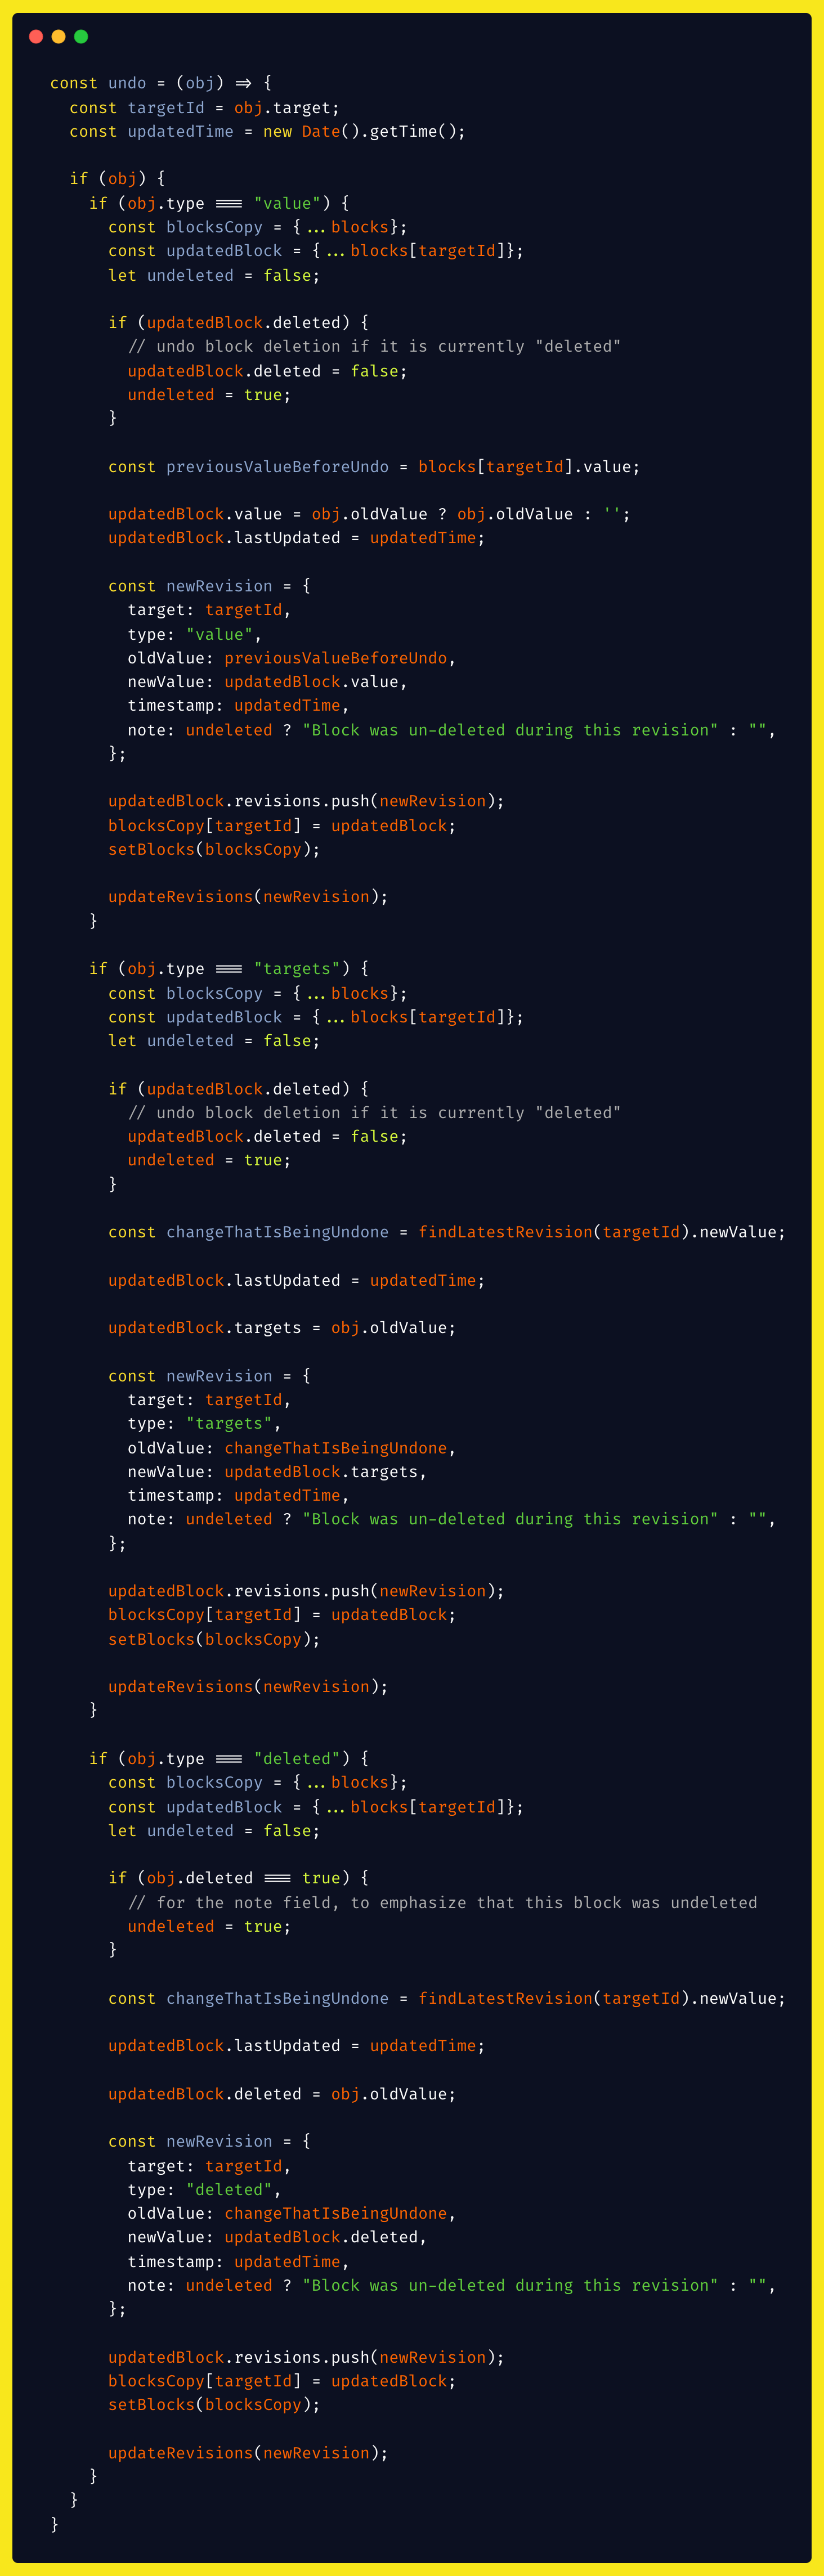 const undo = (obj) => {
  const targetId = obj.target;
  const updatedTime = new Date().getTime();

  if (obj) {
    if (obj.type === "value") {
      const blocksCopy = {...blocks};
      const updatedBlock = {...blocks[targetId]};
      let undeleted = false;

      if (updatedBlock.deleted) {
        // undo block deletion if it is currently "deleted"
        updatedBlock.deleted = false;
        undeleted = true;
      }

      const previousValueBeforeUndo = blocks[targetId].value;

      updatedBlock.value = obj.oldValue ? obj.oldValue : '';
      updatedBlock.lastUpdated = updatedTime;

      const newRevision = {
        target: targetId,
        type: "value",
        oldValue: previousValueBeforeUndo,
        newValue: updatedBlock.value,
        timestamp: updatedTime,
        note: undeleted ? "Block was un-deleted during this revision" : "",
      };

      updatedBlock.revisions.push(newRevision);
      blocksCopy[targetId] = updatedBlock;
      setBlocks(blocksCopy);

      updateRevisions(newRevision);
    }

    if (obj.type === "targets") {
      const blocksCopy = {...blocks};
      const updatedBlock = {...blocks[targetId]};
      let undeleted = false;

      if (updatedBlock.deleted) {
        // undo block deletion if it is currently "deleted"
        updatedBlock.deleted = false;
        undeleted = true;
      }

      const changeThatIsBeingUndone = findLatestRevision(targetId).newValue;

      updatedBlock.lastUpdated = updatedTime;

      updatedBlock.targets = obj.oldValue;

      const newRevision = {
        target: targetId,
        type: "targets",
        oldValue: changeThatIsBeingUndone,
        newValue: updatedBlock.targets,
        timestamp: updatedTime,
        note: undeleted ? "Block was un-deleted during this revision" : "",
      };

      updatedBlock.revisions.push(newRevision);
      blocksCopy[targetId] = updatedBlock;
      setBlocks(blocksCopy);

      updateRevisions(newRevision);
    }

    if (obj.type === "deleted") {
      const blocksCopy = {...blocks};
      const updatedBlock = {...blocks[targetId]};
      let undeleted = false;

      if (obj.deleted === true) {
        // for the note field, to emphasize that this block was undeleted
        undeleted = true;
      }

      const changeThatIsBeingUndone = findLatestRevision(targetId).newValue;

      updatedBlock.lastUpdated = updatedTime;

      updatedBlock.deleted = obj.oldValue;

      const newRevision = {
        target: targetId,
        type: "deleted",
        oldValue: changeThatIsBeingUndone,
        newValue: updatedBlock.deleted,
        timestamp: updatedTime,
        note: undeleted ? "Block was un-deleted during this revision" : "",
      };

      updatedBlock.revisions.push(newRevision);
      blocksCopy[targetId] = updatedBlock;
      setBlocks(blocksCopy);

      updateRevisions(newRevision);
    }
  }
}